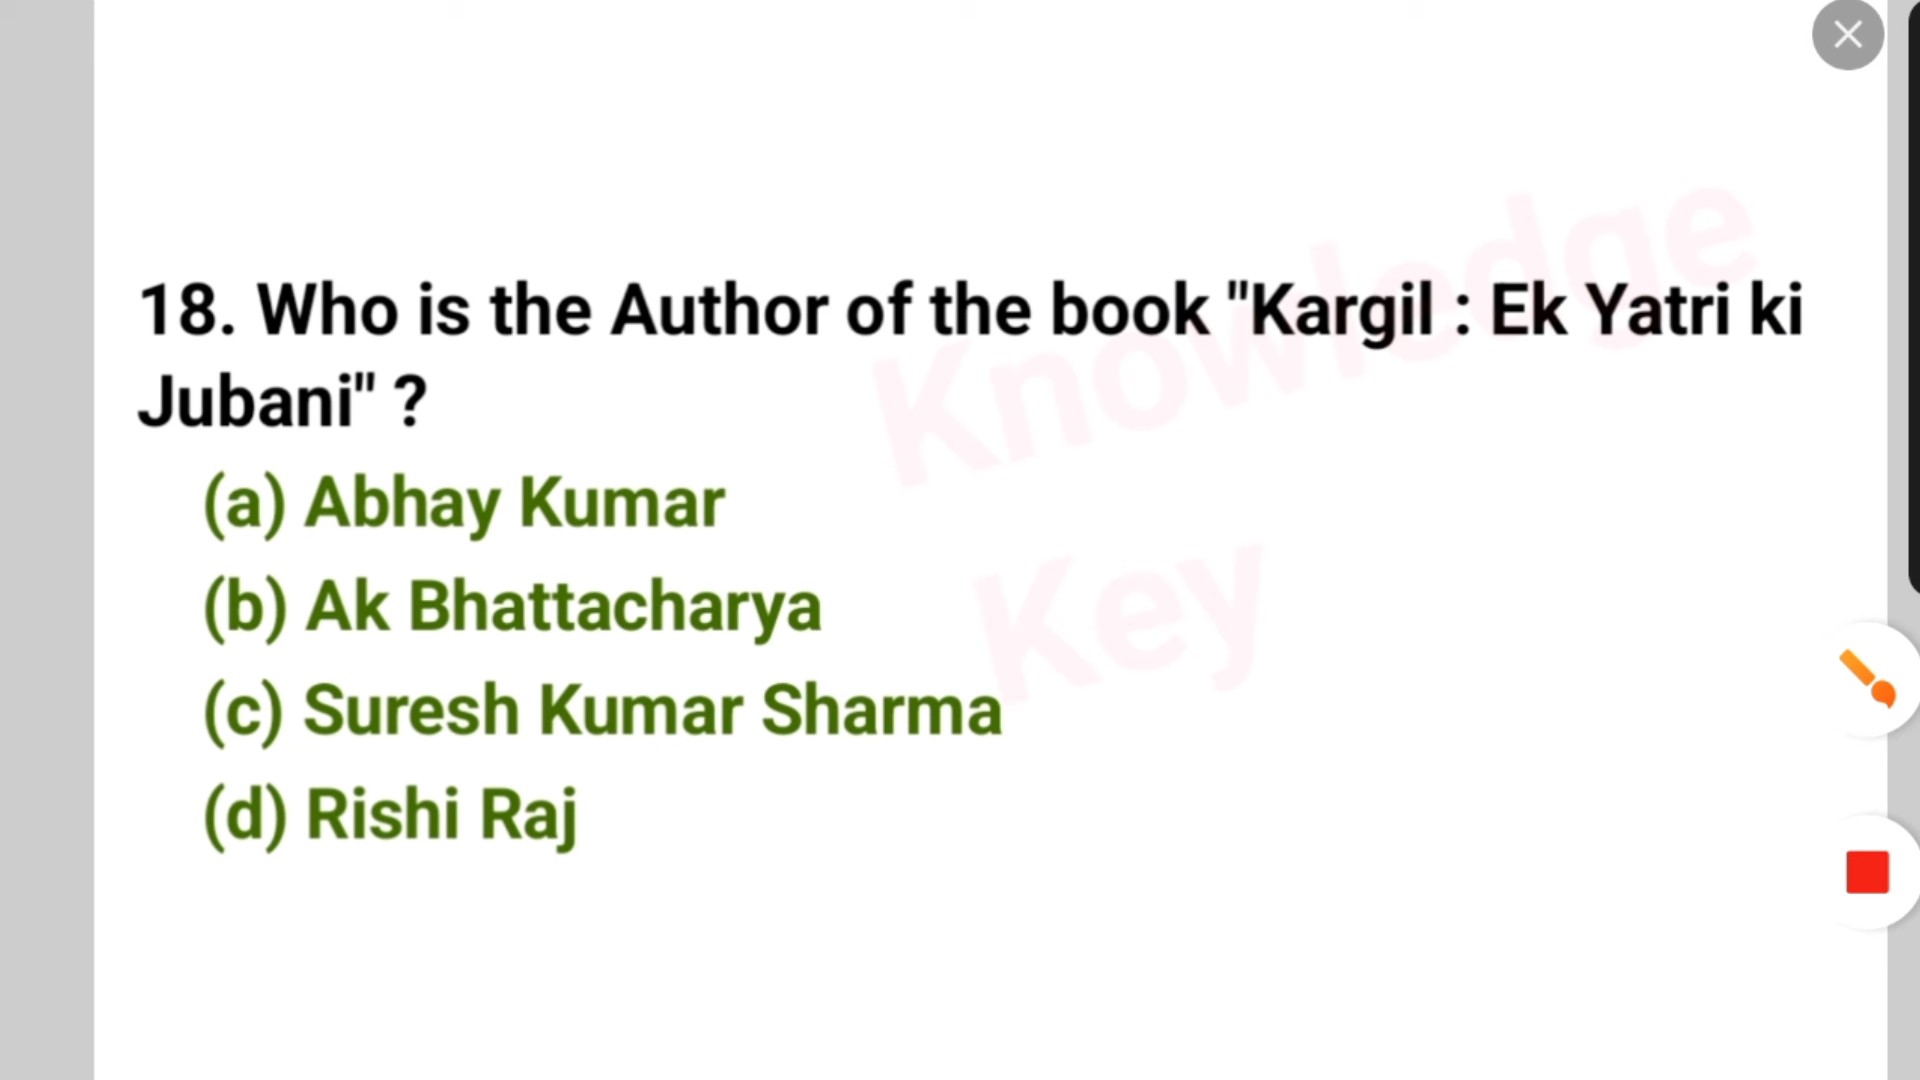 18. Who is the Author of the book "Kargil : Ek Yatri ki
Jubani" ?
(a) Abhay Kumar
(b) Ak Bhattacharya
(c) Suresh Kumar Sharma
(d) Rishi Raj
Knowledge
Key